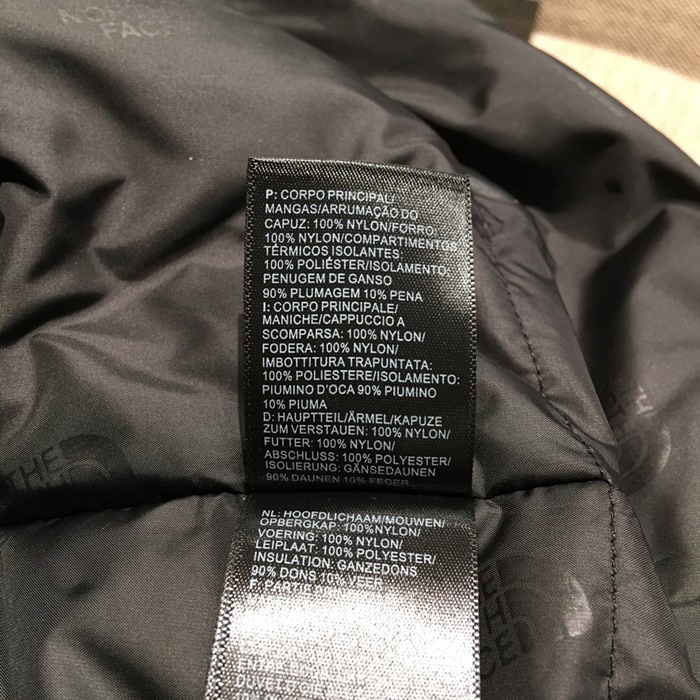 NORTH
FACE
P: CORPO PRINCIPAL/
MANGAS/ARRUMAÇÃO DO
CAPUZ: 100% NYLON/FORRO:
100% NYLON/COMPARTIMENTOS
TÉRMICOS ISOLANTES:
100% POLIÉSTER/ISOLAMENTO:
PENUGEM DE GANSO
90% PLUMAGEM 10% PENA
I: CORPO PRINCIPALE/
MANICHE/CAPPUCCIO A
SCOMPARSA: 100% NYLON/
FODERA: 100% NYLON/
IMBOTTITURA TRAPUNTATA:
100% POLIESTERE/ISOLAMENTO:
PIUMINO D'OCA 90% PIUMINO
10% PIUMA
D: HAUPTTEIL/ÄRMEL/KAPUZE
ZUM VERSTAUEN: 100% NYLON/
FUTTER: 100% NYLON/
ABSCHLUSS: 100% POLYESTER/
ISOLIERUNG: GÄNSEDAUNEN
90% DAUNEN 10% FEDER
NL: HOOFDLICHAAM/MOUWEN/
OPBERGKAP: 100%NYLON/
VOERING: 100% NYLON/
LEIPLAAT: 100% POLYESTER/
INSULATION: GANZEDONS
90% DONS 10% VEER
THE